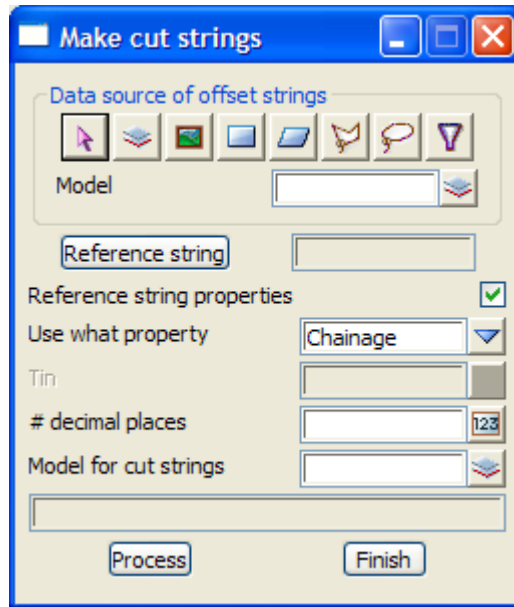 Make cut strings
Data source of offset strings
Model
Reference string
Reference string properties
Use what property Chainage
Tin
# decimal places 123
Model for cut strings
Process Finish